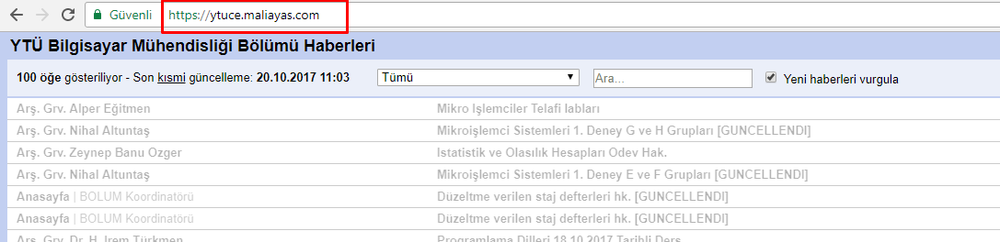 Güvenli https://ytuce.maliayas.com
YTÜ Bilgisayar Mühendisliği Bölümü Haberleri
100 öğe gösteriliyor - Son kısmi güncelleme: 20.10.2017 11:03 Tümü Ara... Yeni haberleri vurgula
Arş. Grv. Alper Eğitmen Mikro Işlemciler Telafi labları
Arş. Grv. Nihal Altuntaş Mikroişlemci Sistemleri 1. Deney G ve H Grupları [GUNCELLENDI]
Arş. Grv. Zeynep Banu Ozger Istatistik ve Olasılık Hesapları Odev Hak.
Arş. Grv. Nihal Altuntaş Mikroişlemci Sistemleri 1. Deney E ve F Grupları [GUNCELLENDI]
Anasayfa | BOLUM Koordinatörü Düzeltme verilen staj defterleri hk. [GUNCELLENDI]
Anasayfa | BOLUM Koordinatörü Düzeltme verilen staj defterleri hk. [GUNCELLENDI]
Arş. Grv. Dr. H. Irem Türkmen Programlama Dilleri 18.10.2017 Tarihli Ders